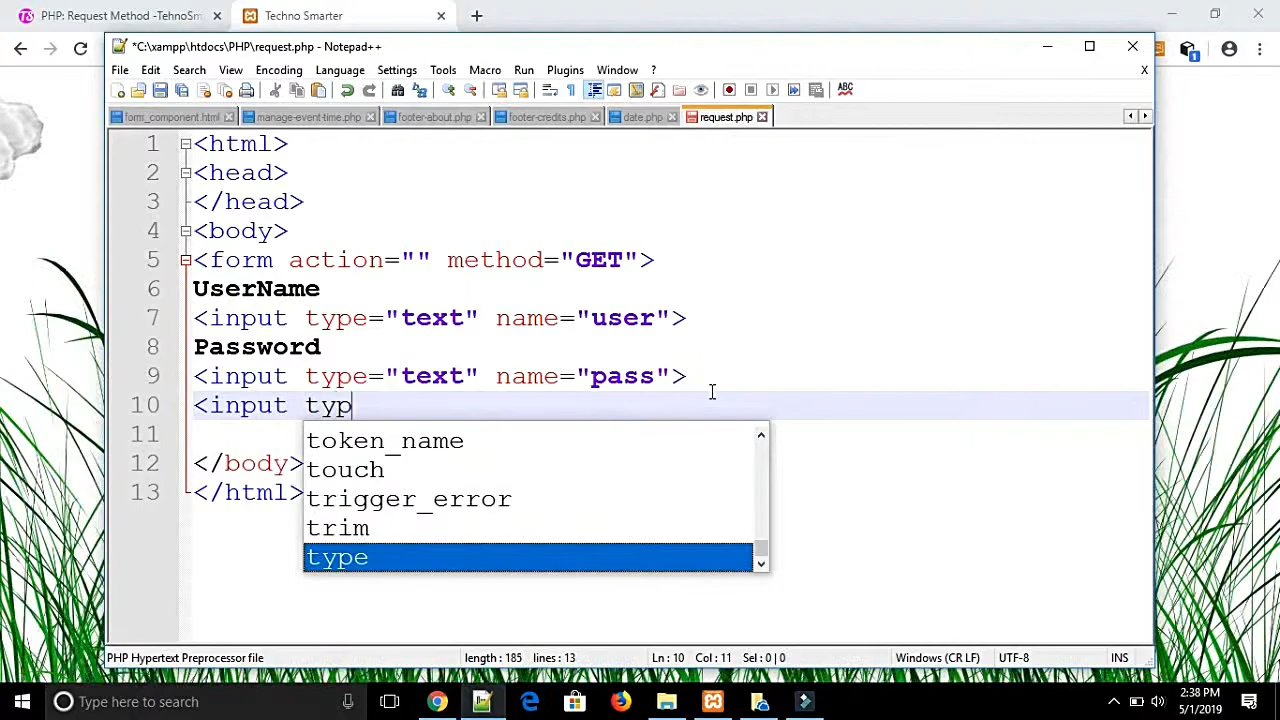 PHP: Request Method -TehnoSm
Techno Smarter
*C:\xampp\htdocs\PHP\request.php - Notepad++
File Edit Search View Encoding Language Settings Tools Macro Run Plugins Window ? X
ABC
form_component.html manage-event-time.php footer-about.php footer-credits.php date.php request.php
1 <html>
2 <head>
3 </head>
4 <body>
5 <form action="" method="GET">
6 UserName
7 <input type="text" name="user">
8 Password
9 <input type="text" name="pass">
10 <input typ
11
12 </body>
13 </html>
token_name
touch
trigger_error
trim
type
PHP Hypertext Preprocessor file length : 185 lines : 13 Ln : 10 Col : 11 Sel : 0 | 0 Windows (CR LF) UTF-8 INS
Type here to search
2:38 PM
5/1/2019